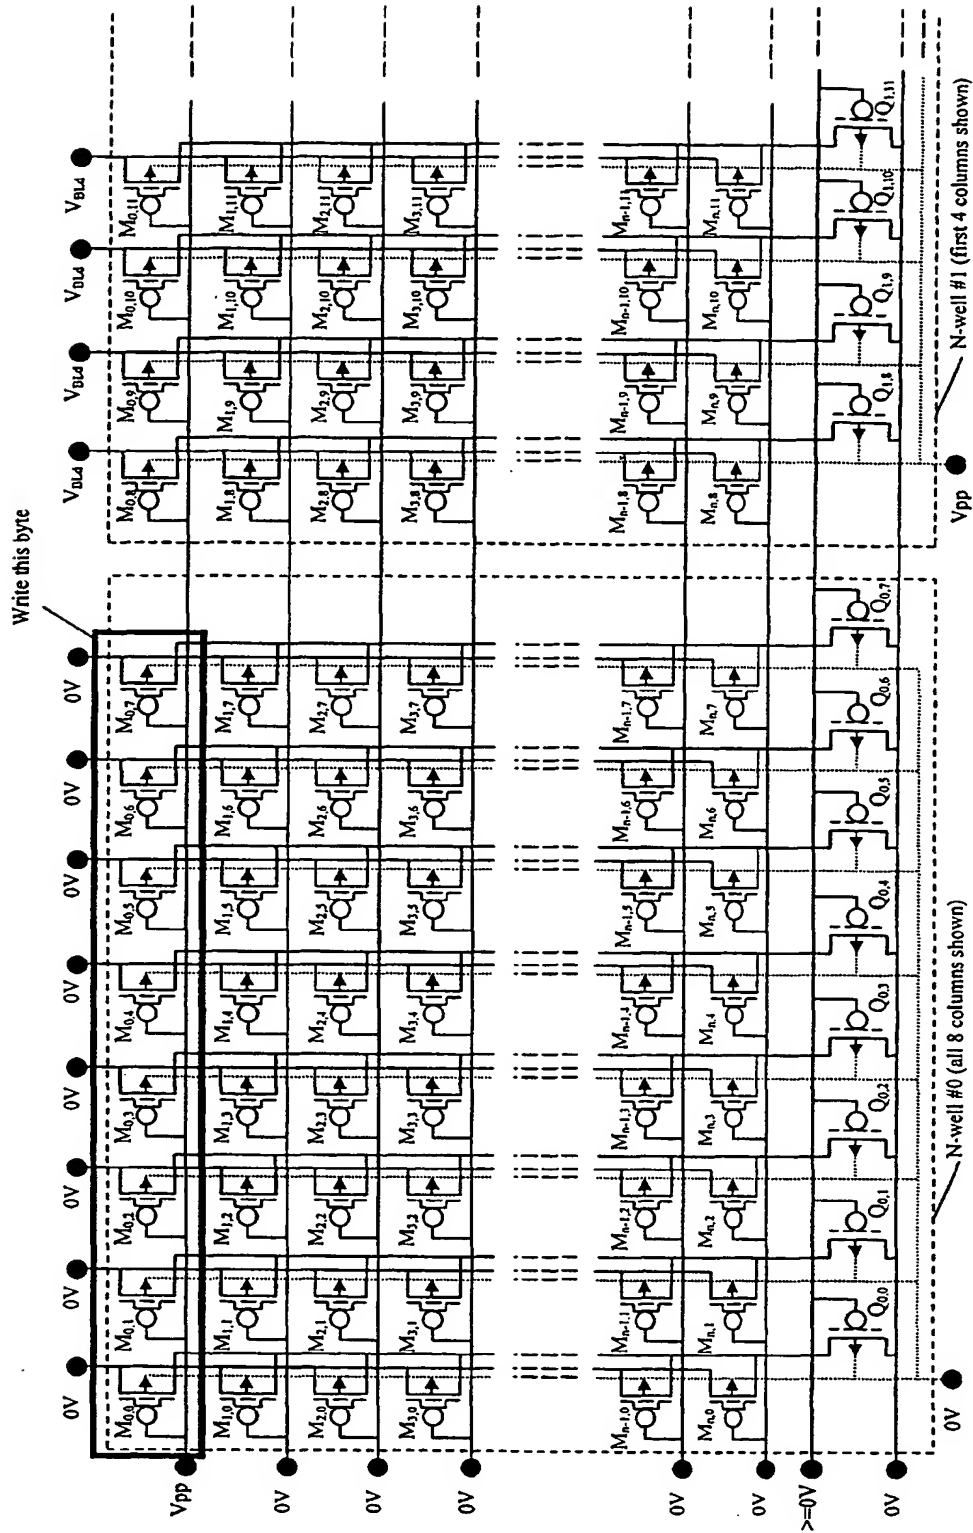 Write this byte
0V 0V 0V 0V 0V 0V 0V 0V VBL4 VBL4 VBL4 VBL4
M0,0 M0,1 M0,2 M0,3 M0,4 M0,5 M0,6 M0,7 M0,8 M0,9 M0,10 M0,11
Vpp
M1,0 M1,1 M1,2 M1,3 M1,4 M1,5 M1,6 M1,7 M1,8 M1,9 M1,10 M1,11
0V
M2,0 M2,1 M2,2 M2,3 M2,4 M2,5 M2,6 M2,7 M2,8 M2,9 M2,10 M2,11
0V
M3,0 M3,1 M3,2 M3,3 M3,4 M3,5 M3,6 M3,7 M3,8 M3,9 M3,10 M3,11
0V
Mn-1,0 Mn-1,1 Mn-1,2 Mn-1,3 Mn-1,4 Mn-1,5 Mn-1,6 Mn-1,7 Mn-1,8 Mn-1,9 Mn-1,10 Mn-1,11
0V
Mn,0 Mn,1 Mn,2 Mn,3 Mn,4 Mn,5 Mn,6 Mn,7 Mn,8 Mn,9 Mn,10 Mn,11
0V
>=0V
Q0,0 Q0,1 Q0,2 Q0,3 Q0,4 Q0,5 Q0,6 Q0,7 Q1,8 Q1,9 Q1,10 Q1,11
0V
0V
N-well #0 (all 8 columns shown)
Vpp
N-well #1 (first 4 columns shown)